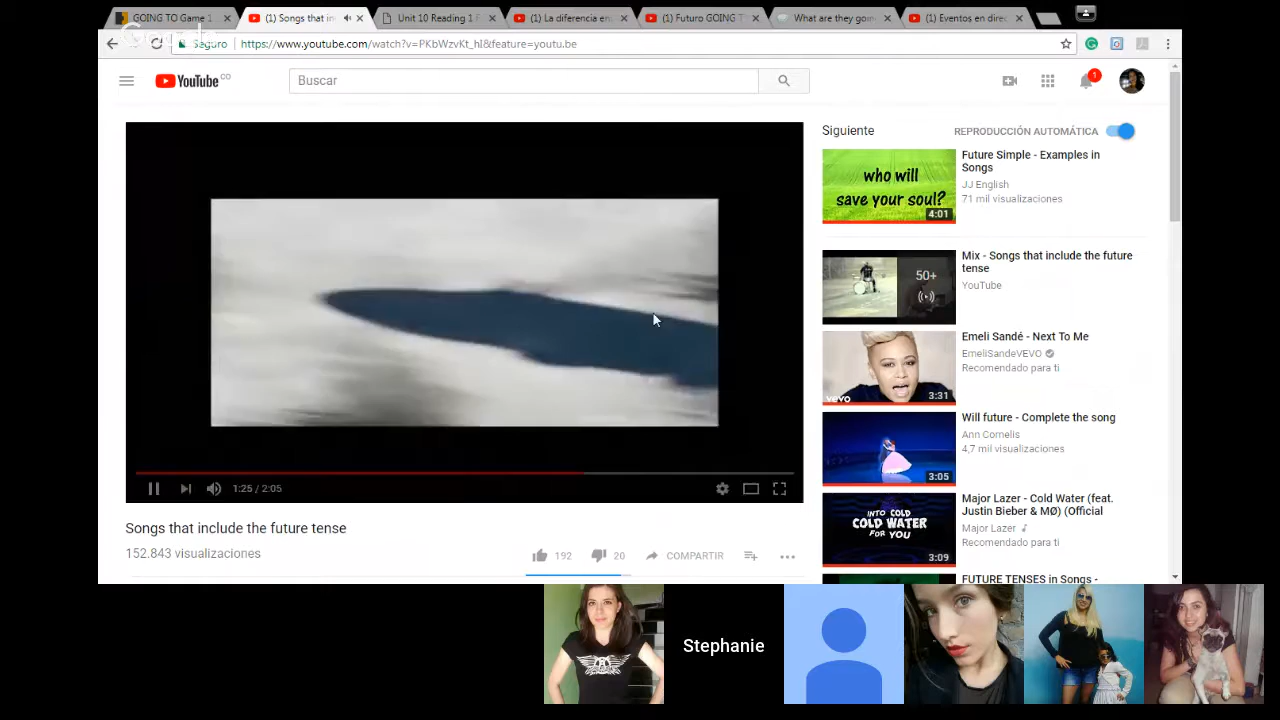 GOING TO Game 1
(1) Songs that in
Unit 10 Reading 1 F
(1) La diferencia en
(1) Futuro GOING T
What are they gon
(1) Eventos en direc
Seguro
https://www.youtube.com/watch?v=PKbWzvKt_hI&feature=youtu.be
YouTube CO
Buscar
1
Siguiente
REPRODUCCIÓN AUTOMÁTICA
who will
save your soul?
4:01
Future Simple - Examples in
Songs
JJ English
71 mil visualizaciones
50+
Mix - Songs that include the future
tense
YouTube
vevo
3:31
Emeli Sandé - Next To Me
EmeliSandeVEVO
Recomendado para ti
3:05
Will future - Complete the song
Ann Cornelis
4,7 mil visualizaciones
INTO COLD
COLD WATER
FOR YOU
3:09
Major Lazer - Cold Water (feat.
Justin Bieber & MØ) (Official
Major Lazer
Recomendado para ti
FUTURE TENSES in Songs -
1:25 / 2:05
Songs that include the future tense
152.843 visualizaciones
192
20
COMPARTIR
Stephanie